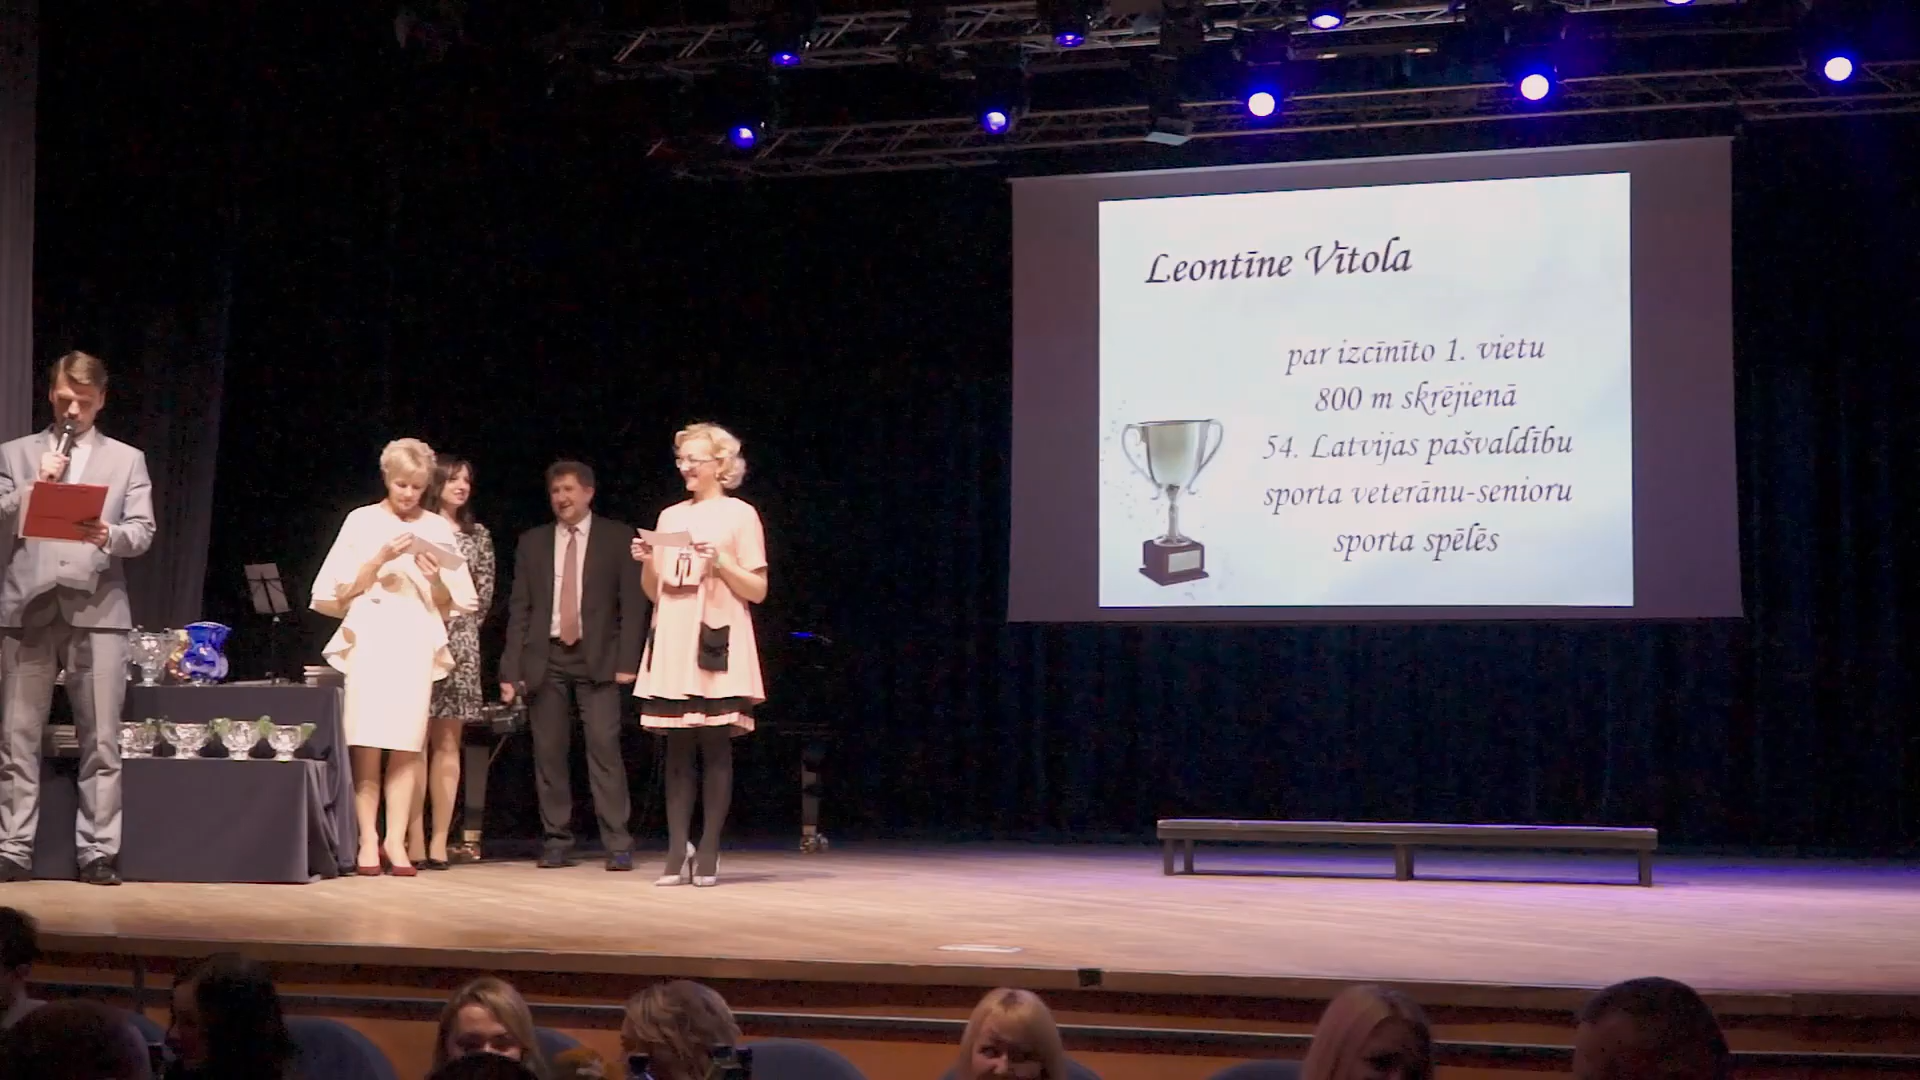 Leontīne Vītola
par izcīnīto 1. vietu
800 m skrējienā
54. Latvijas pašvaldību
sporta veterānu-senioru
sporta spēlēs